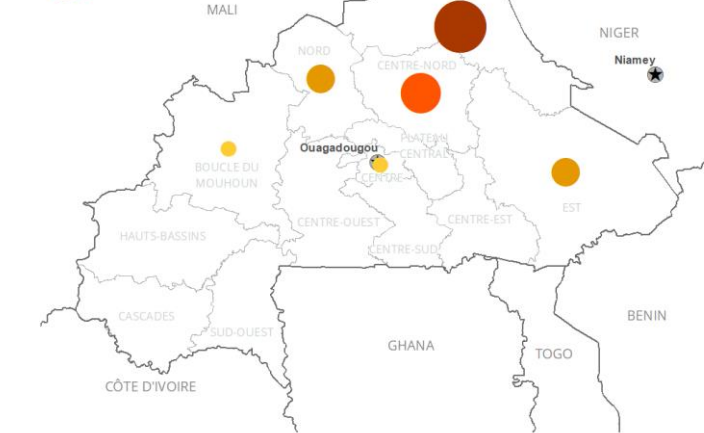 MALI
NIGER
NORD
CENTRE-NORD
Niamey
PLATEAU
CENTRAL
Ouagadougou
CENTRE
BOUCLE DU
MOUHOUN
EST
CENTRE-OUEST
CENTRE-EST
HAUTS-BASSINS
CENTRE-SUD
CASCADES
SUD-OUEST
BENIN
GHANA
TOGO
CÔTE D'IVOIRE